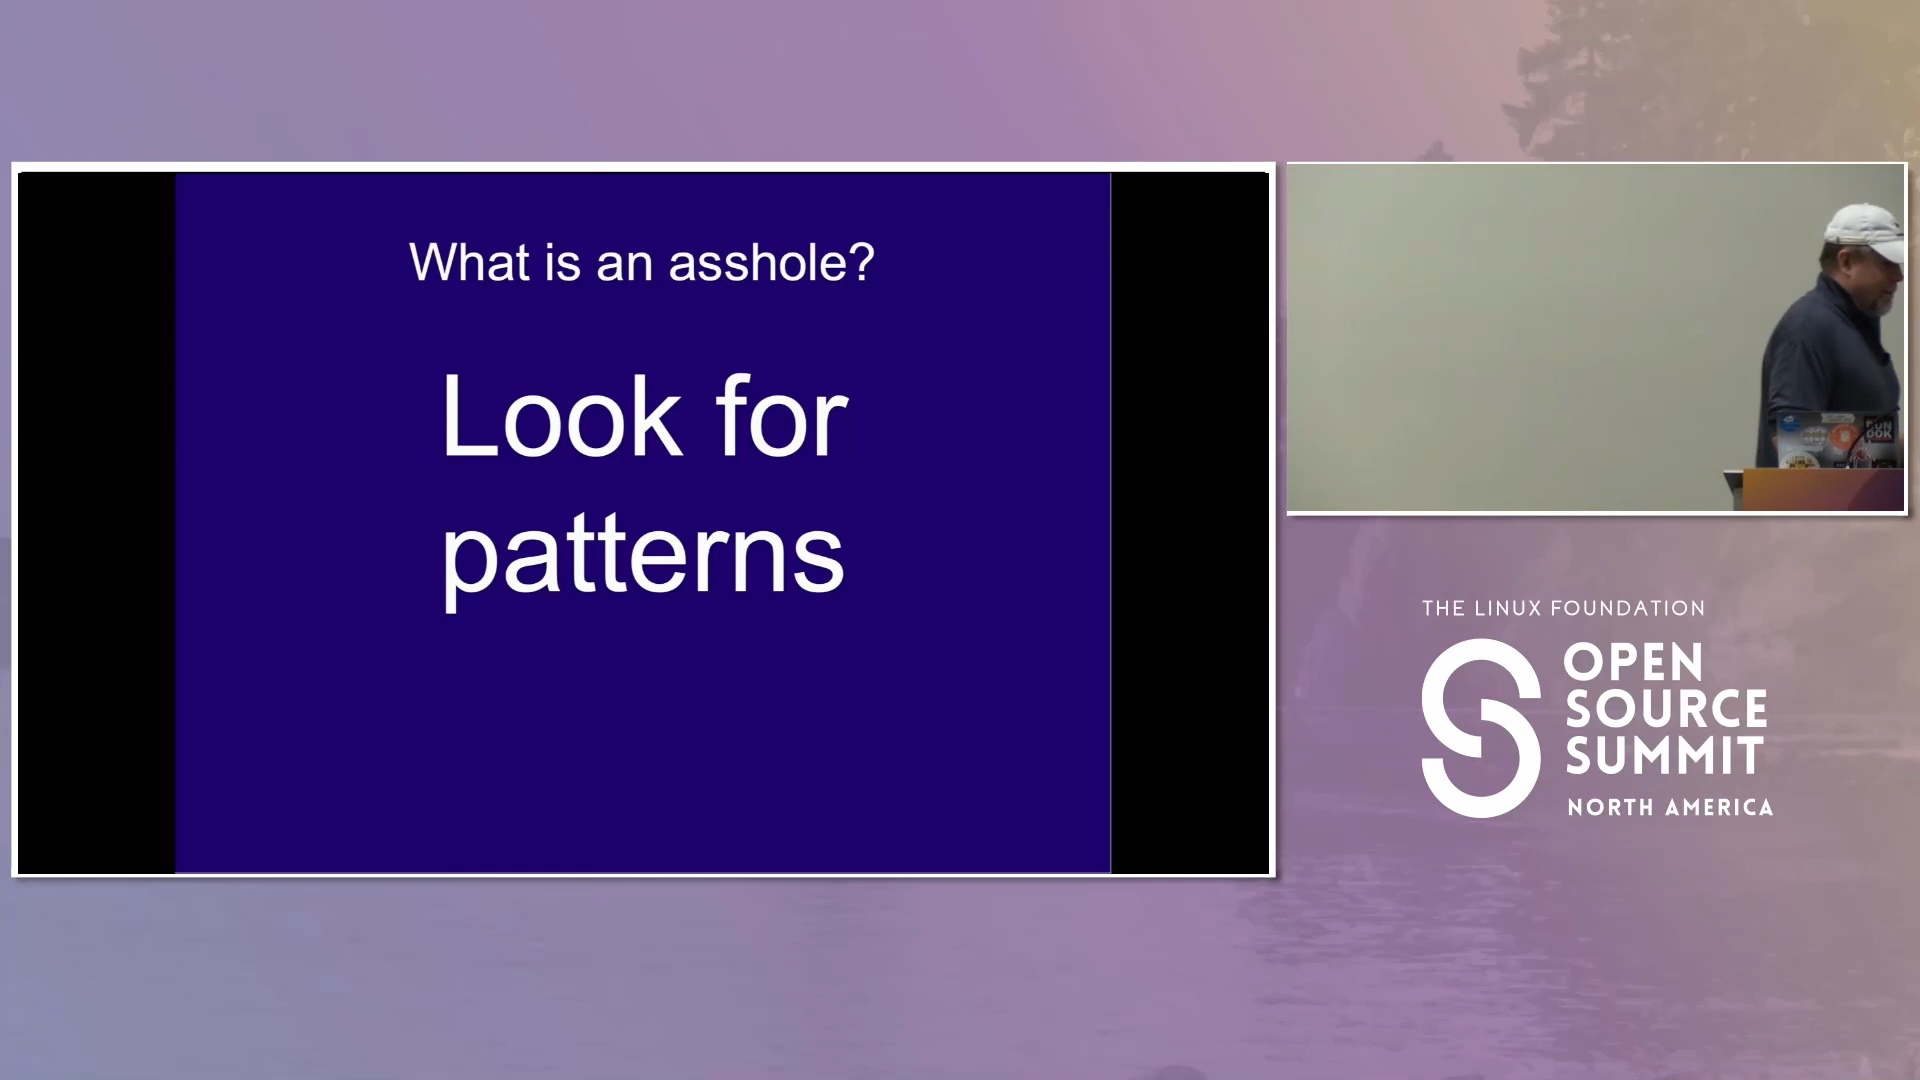 What is an asshole?
Look for
patterns
THE LINUX FOUNDATION
OPEN
SOURCE
SUMMIT
NORTH AMERICA